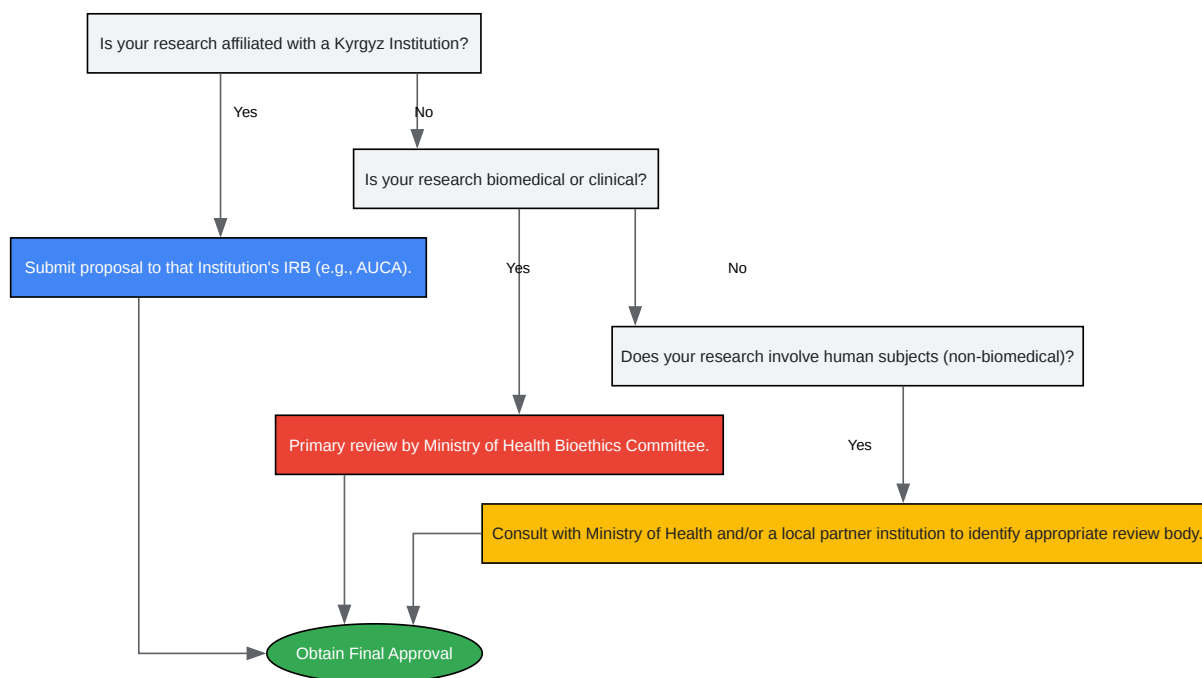 Is your research affiliated with a Kyrgyz Institution?
Yes
No
Is your research biomedical or clinical?
Submit proposal to that Institution's IRB (e.g., AUCA).
Yes
No
Does your research involve human subjects (non-biomedical)?
Primary review by Ministry of Health Bioethics Committee.
Yes
Consult with Ministry of Health and/or a local partner institution to identify appropriate review body.
Obtain Final Approval